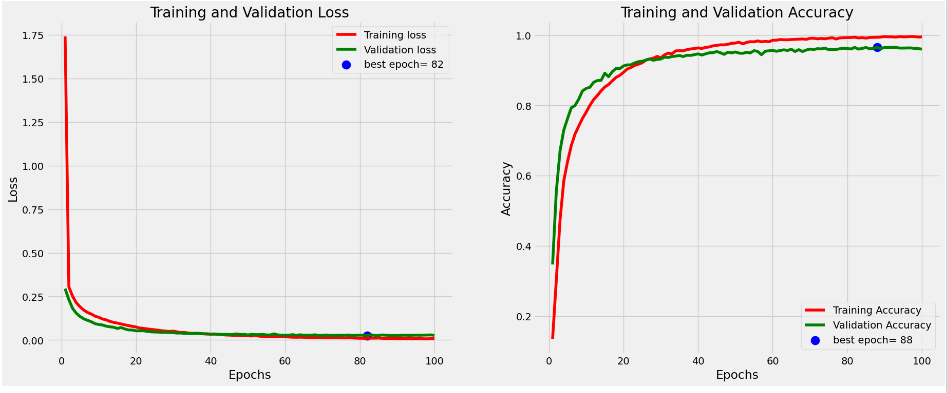 Training and Validation Loss
1.75
1.50
1.25
1.00
0.75
0.50
0.25
0.00
Loss
Training loss
Validation loss
best epoch= 82
0 20 40 60 80 100
Epochs
Training and Validation Accuracy
1.0
0.8
0.6
0.4
0.2
Accuracy
Training Accuracy
Validation Accuracy
best epoch= 88
0 20 40 60 80 100
Epochs